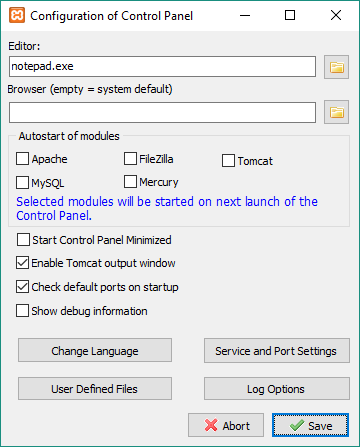 Configuration of Control Panel
Editor:
notepad.exe
Browser (empty = system default)
Autostart of modules
Apache FileZilla Tomcat
MySQL Mercury
Selected modules will be started on next launch of the
Control Panel.
Start Control Panel Minimized
Enable Tomcat output window
Check default ports on startup
Show debug information
Change Language Service and Port Settings
User Defined Files Log Options
Abort Save